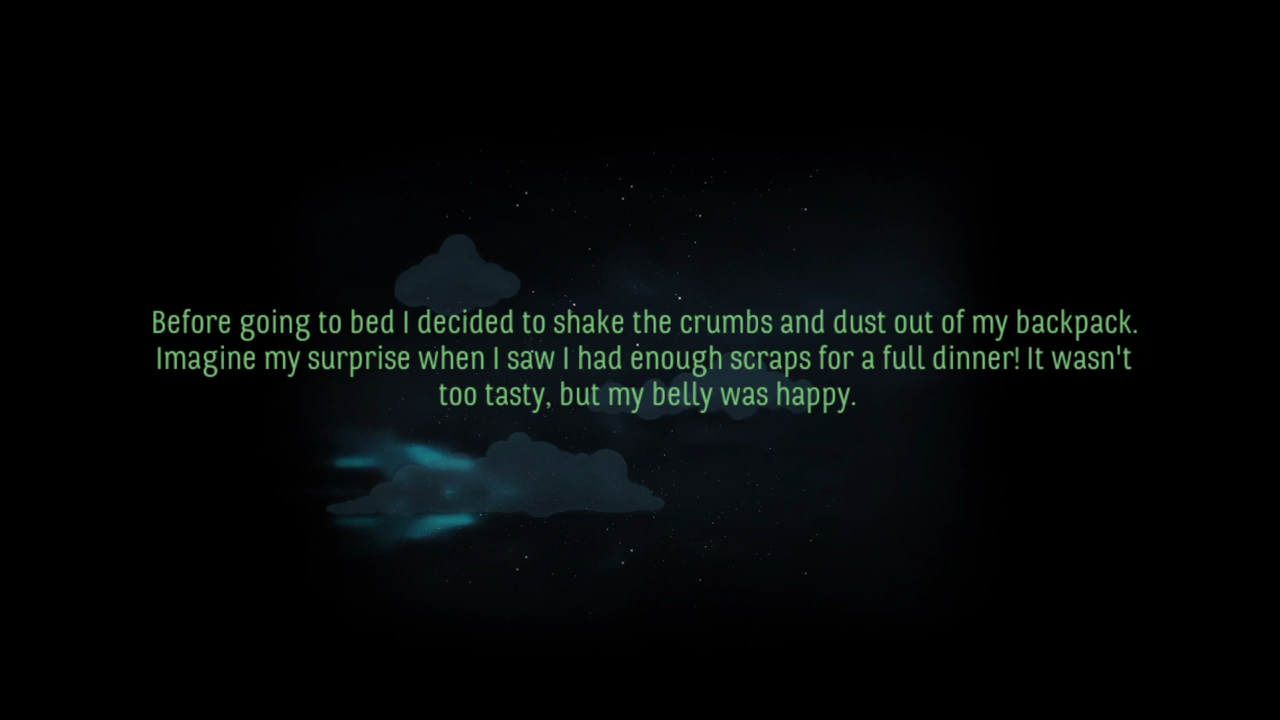 Before going to bed I decided to shake the crumbs and dust out of my backpack.
Imagine my surprise when I saw I had enough scraps for a full dinner! It wasn't
too tasty, but my belly was happy.